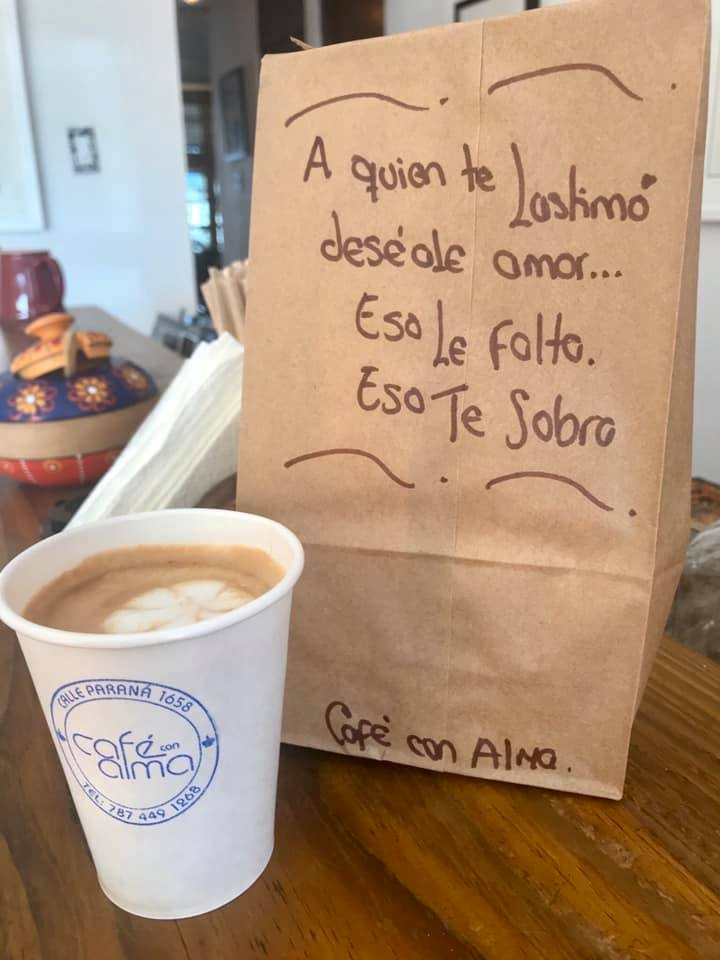 A quien te Lastimó
deséale amor...
Eso Le falta.
Eso Te Sobra
Café con Alma.
CALLE PARANÁ 1658
café con
alma
TEL: 787 449 1268